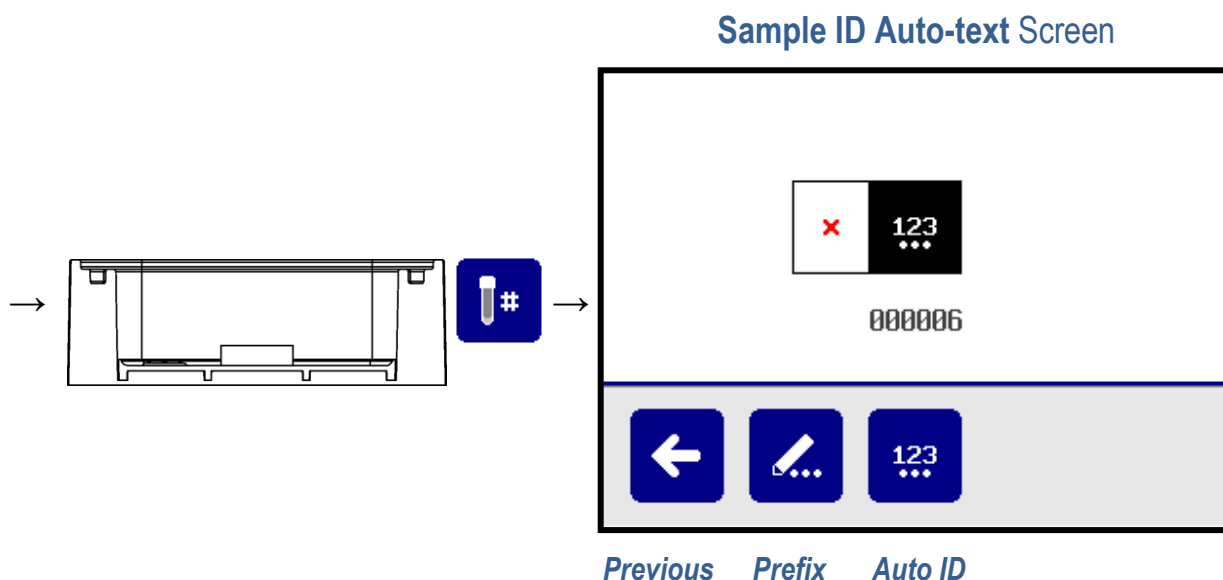 Sample ID Auto-text Screen
123
#
000006
123
Previous Prefix Auto ID